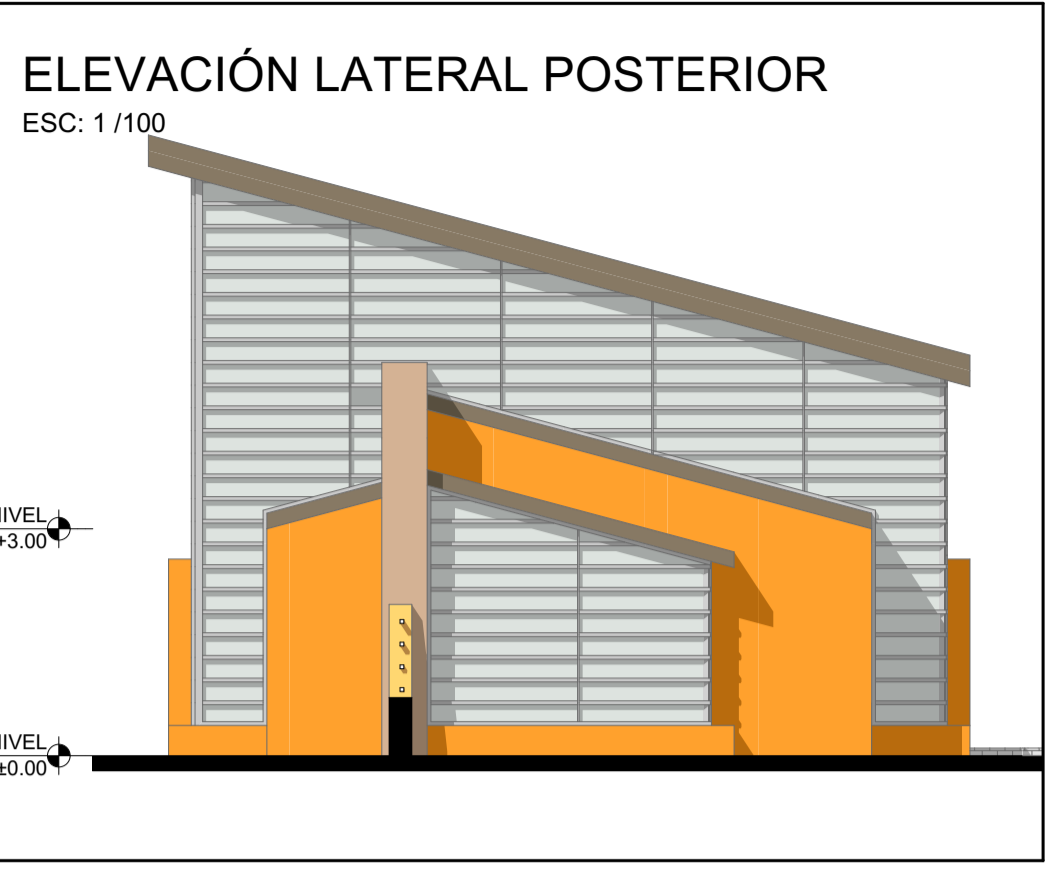 ELEVACIÓN LATERAL POSTERIOR
ESC: 1 /100
+3.00
±0.00